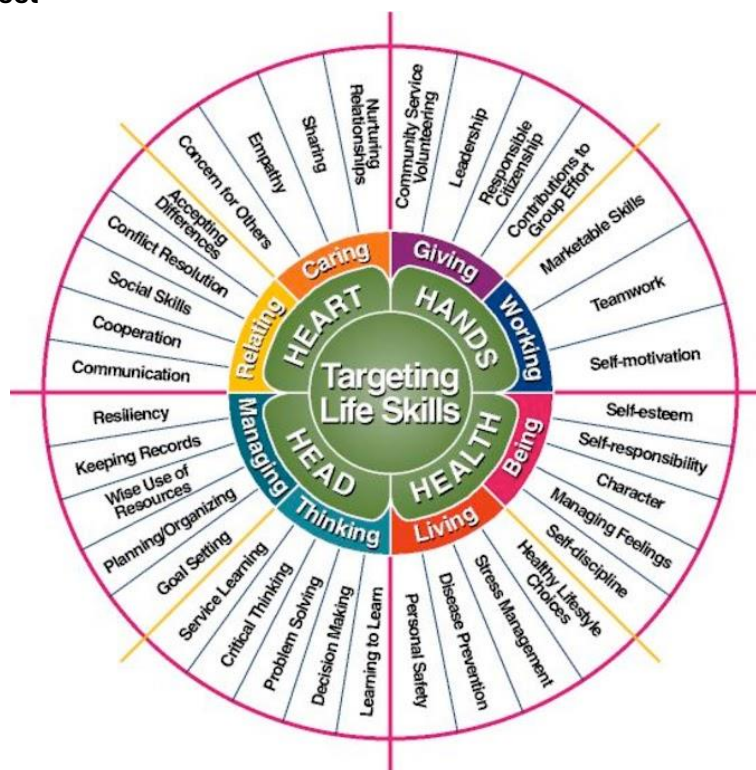 Nurturing
Relationships
Sharing
Empathy
Concern for Others
Accepting
Differences
Conflict Resolution
Social Skills
Cooperation
Communication
Community Service
Volunteering
Leadership
Responsible
Citizenship
Contributions to
Group Effort
Marketable Skills
Teamwork
Self-motivation
Caring
Giving
Relating
Working
HEART
HANDS
Targeting
Life Skills
HEAD
HEALTH
Managing
Being
Thinking
Living
Resiliency
Keeping Records
Wise Use of
Resources
Planning/Organizing
Goal Setting
Service Learning
Critical Thinking
Problem Solving
Decision Making
Learning to Learn
Self-esteem
Self-responsibility
Character
Managing Feelings
Self-discipline
Healthy Lifestyle
Choices
Stress Management
Disease Prevention
Personal Safety